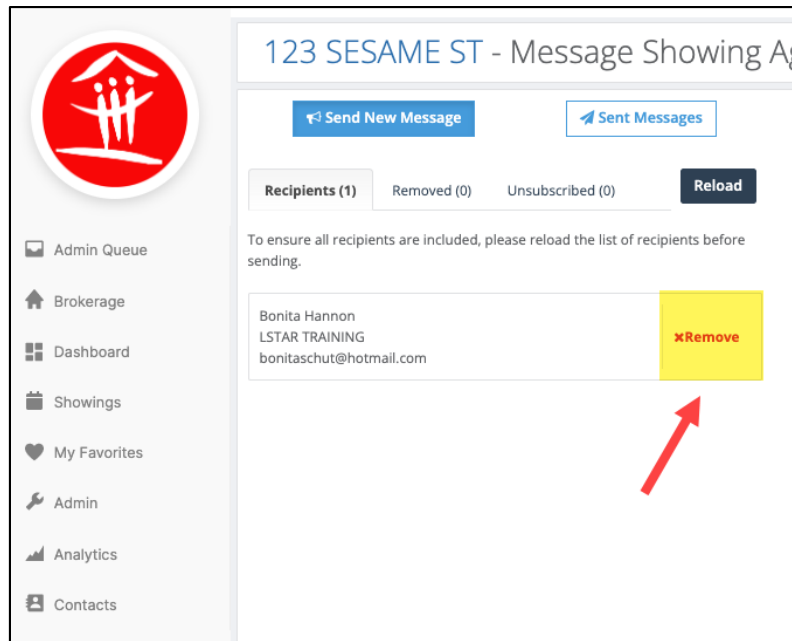 123 SESAME ST - Message Showing Ag
Send New Message
Sent Messages
Recipients (1)
Removed (0)
Unsubscribed (0)
Reload
To ensure all recipients are included, please reload the list of recipients before
sending.
Bonita Hannon
LSTAR TRAINING
bonitaschut@hotmail.com
×Remove
Admin Queue
Brokerage
Dashboard
Showings
My Favorites
Admin
Analytics
Contacts